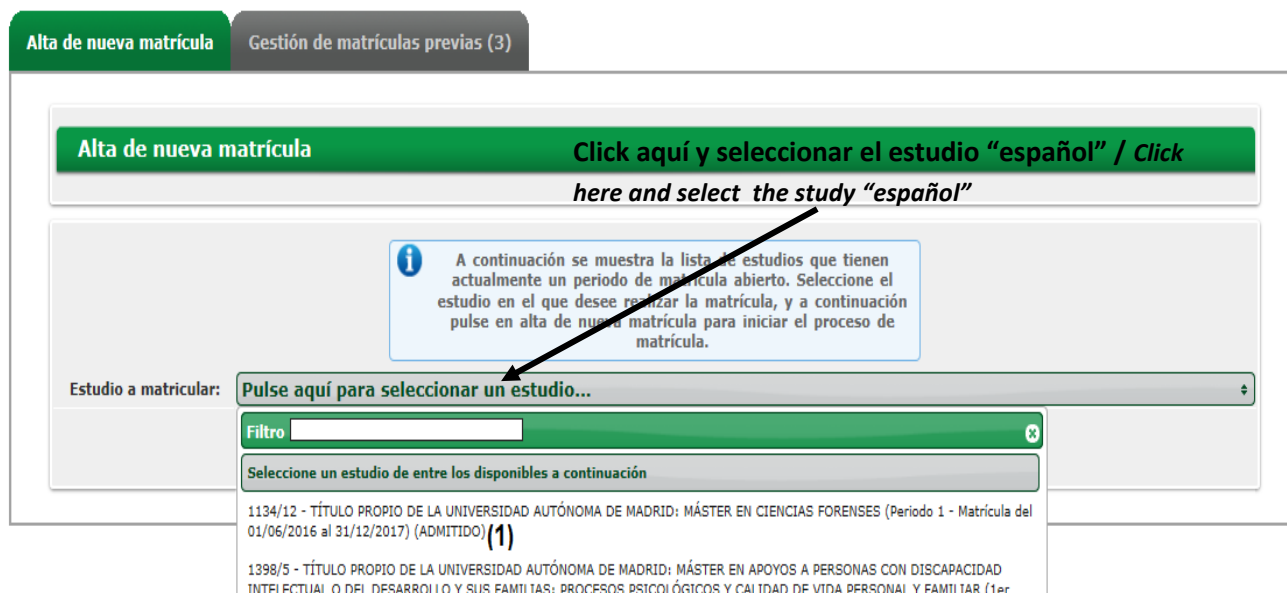 Alta de nueva matrícula
Gestión de matrículas previas (3)
Alta de nueva matrícula
Click aquí y seleccionar el estudio “español” / Click
here and select the study “español”
A continuación se muestra la lista de estudios que tienen
actualmente un periodo de matrícula abierto. Seleccione el
estudio en el que desee realizar la matrícula, y a continuación
pulse en alta de nueva matrícula para iniciar el proceso de
matrícula.
Estudio a matricular:
Pulse aquí para seleccionar un estudio...
Filtro
Seleccione un estudio de entre los disponibles a continuación
1134/12 - TÍTULO PROPIO DE LA UNIVERSIDAD AUTÓNOMA DE MADRID: MÁSTER EN CIENCIAS FORENSES (Periodo 1 - Matrícula del
01/06/2016 al 31/12/2017) (ADMITIDO) (1)
1398/5 - TÍTULO PROPIO DE LA UNIVERSIDAD AUTÓNOMA DE MADRID: MÁSTER EN APOYOS A PERSONAS CON DISCAPACIDAD
INTELECTUAL O DEL DESARROLLO Y SUS FAMILIAS: PROCESOS PSICOLÓGICOS Y CALIDAD DE VIDA PERSONAL Y FAMILIAR (1er